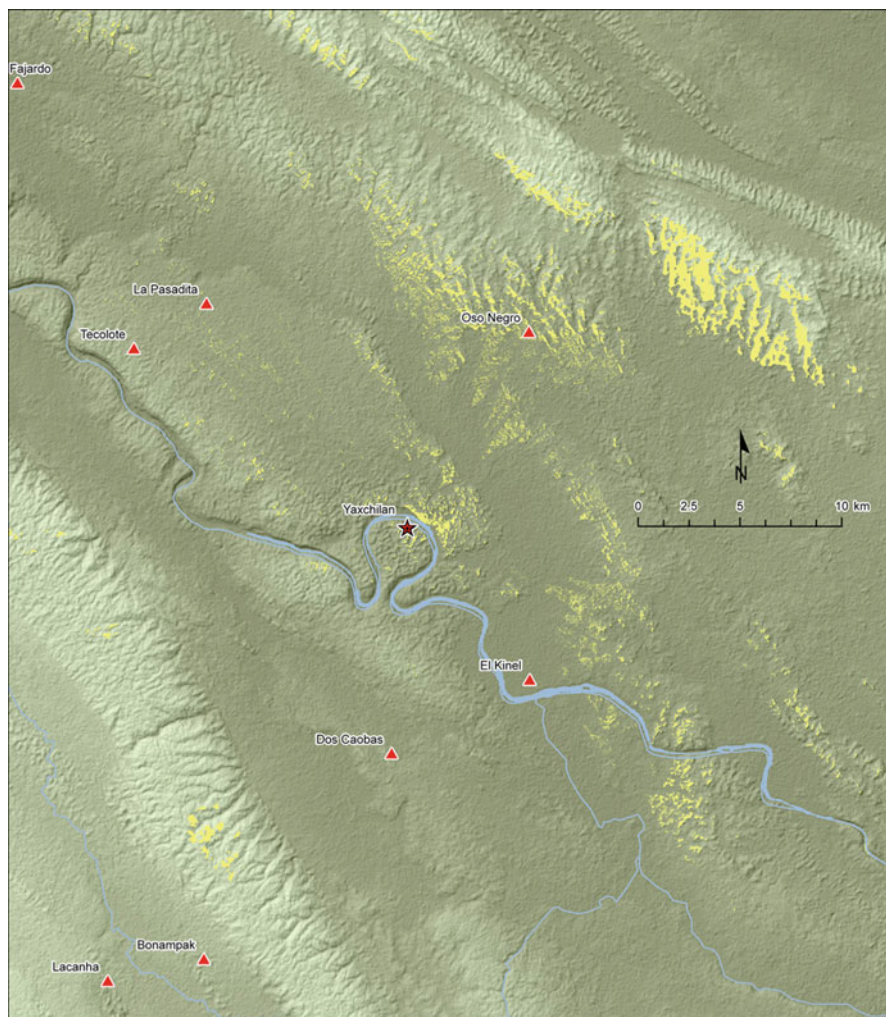 Fajardo
La Pasadita
Tecolote
Oso Negro
N
0 2.5 5 10 km
Yaxchilan
El Kinel
Dos Caobas
Bonampak
Lacanha